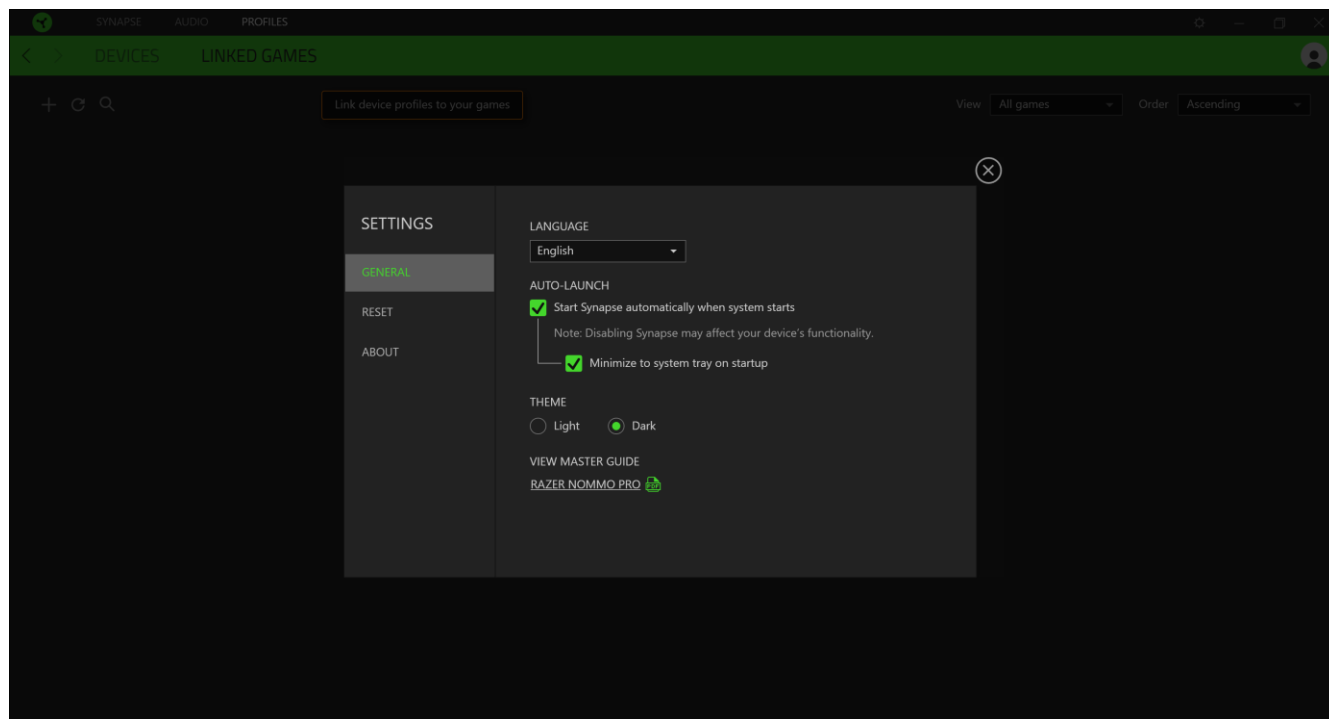 SYNAPSE AUDIO PROFILES
DEVICES LINKED GAMES
Link device profiles to your games View All games Order Ascending
SETTINGS
GENERAL
RESET
ABOUT
LANGUAGE
English
AUTO-LAUNCH
Start Synapse automatically when system starts
Note: Disabling Synapse may affect your device's functionality.
Minimize to system tray on startup
THEME
Light Dark
VIEW MASTER GUIDE
RAZER NOMMO PRO PDF